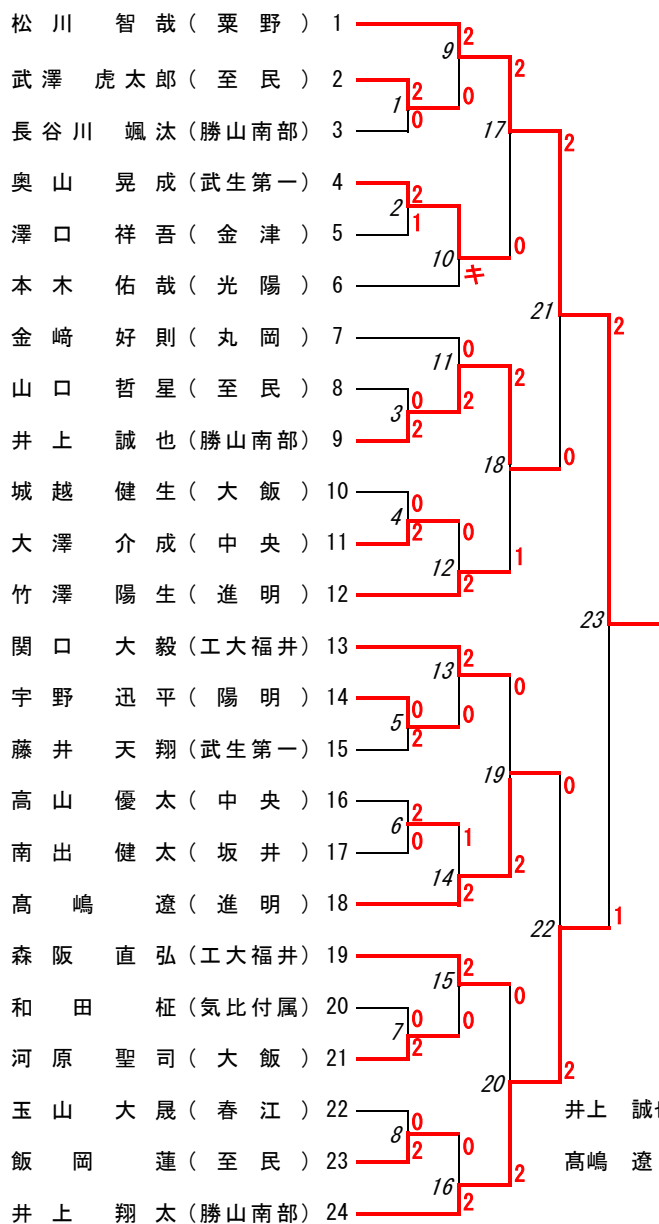 松川 智哉 ( 粟野 ) 1
2
9
2
武澤 虎太郎 ( 至民 ) 2
2
1
0
0
17
長谷川 颯汰 (勝山南部) 3
2
奥山 晃成 (武生第一) 4
2
2
1
澤口 祥吾 ( 金津 ) 5
10
0
キ
本木 佑哉 ( 光陽 ) 6
21
2
金﨑 好則 ( 丸岡 ) 7
0
11
2
山口 哲星 ( 至民 ) 8
0
3
2
2
井上 誠也 (勝山南部) 9
18
0
城越 健生 ( 大飯 ) 10
0
4
2
0
大澤 介成 ( 中央 ) 11
1
12
2
竹澤 陽生 ( 進明 ) 12
23
関口 大毅 (工大福井) 13
2
13
0
宇野 迅平 ( 陽明 ) 14
0
5
2
0
藤井 天翔 (武生第一) 15
19
0
高山 優太 ( 中央 ) 16
2
6
0
1
南出 健太 ( 坂井 ) 17
2
14
2
髙嶋 遼 ( 進明 ) 18
22
1
森阪 直弘 (工大福井) 19
2
15
0
和田 柾 (気比付属) 20
0
7
2
0
河原 聖司 ( 大飯 ) 21
20
2
玉山 大晟 ( 春江 ) 22
井上 誠
0
8
2
0
飯岡 蓮 ( 至民 ) 23
髙嶋 遼
2
16
2
井上 翔太 (勝山南部) 24